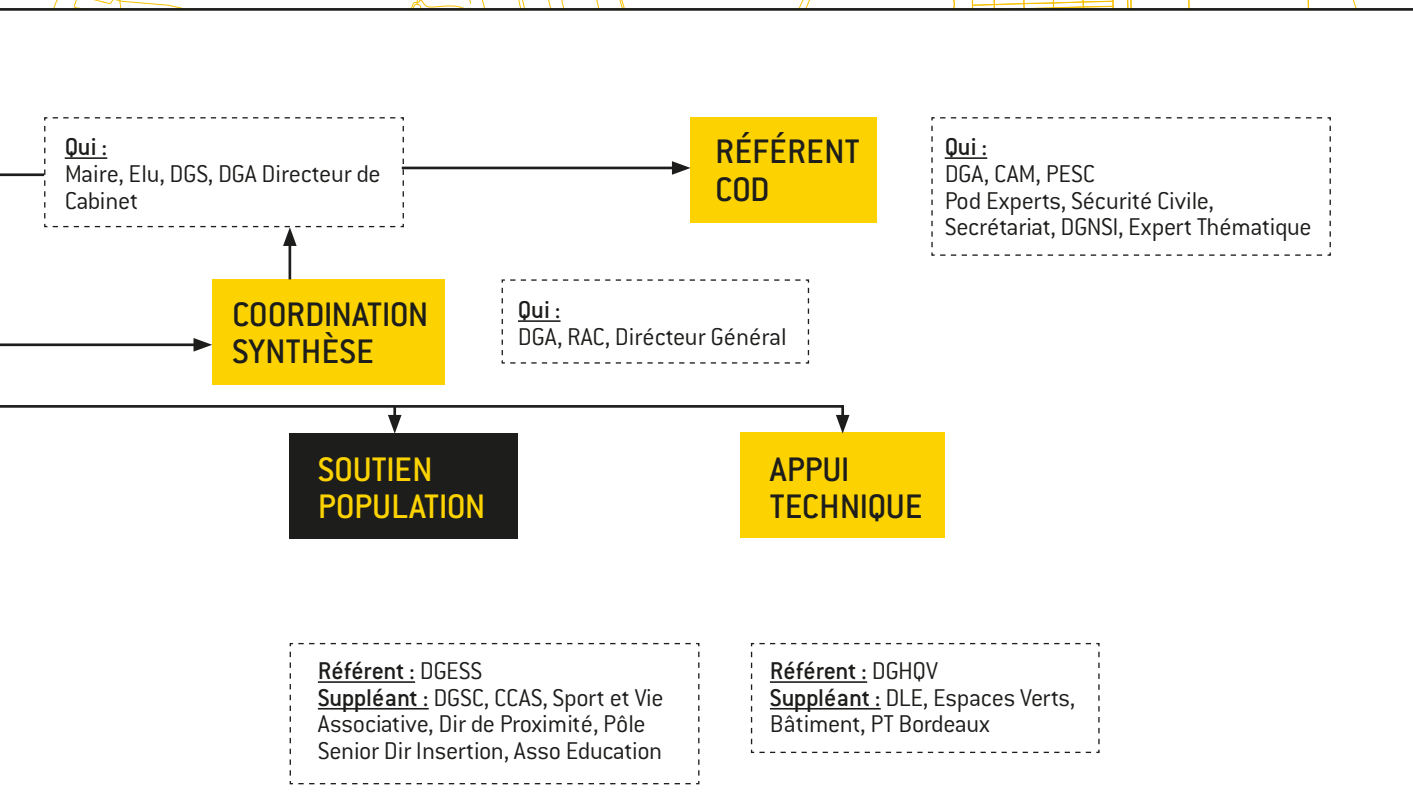 Qui :
Maire, Elu, DGS, DGA Directeur de
Cabinet
RÉFÉRENT
COD
Qui :
DGA, CAM, PESC
Pod Experts, Sécurité Civile,
Secrétariat, DGNSI, Expert Thématique
COORDINATION
SYNTHÈSE
Qui :
DGA, RAC, Dirécteur Général
SOUTIEN
POPULATION
APPUI
TECHNIQUE
Référent : DGESS
Suppléant : DGSC, CCAS, Sport et Vie
Associative, Dir de Proximité, Pôle
Senior Dir Insertion, Asso Education
Référent : DGHQV
Suppléant : DLE, Espaces Verts,
Bâtiment, PT Bordeaux